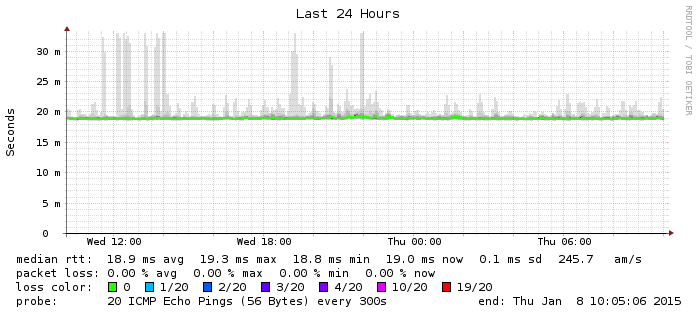 Last 24 Hours
RRDTOOL / TOBI OETIKER
Seconds
30 m
25 m
20 m
15 m
10 m
5 m
0
Wed 12:00 Wed 18:00 Thu 00:00 Thu 06:00
median rtt: 18.9 ms avg 19.3 ms max 18.8 ms min 19.0 ms now 0.1 ms sd 245.7 am/s
packet loss: 0.00 % avg 0.00 % max 0.00 % min 0.00 % now
loss color: 0 1/20 2/20 3/20 4/20 10/20 19/20
probe: 20 ICMP Echo Pings (56 Bytes) every 300s end: Thu Jan 8 10:05:06 2015